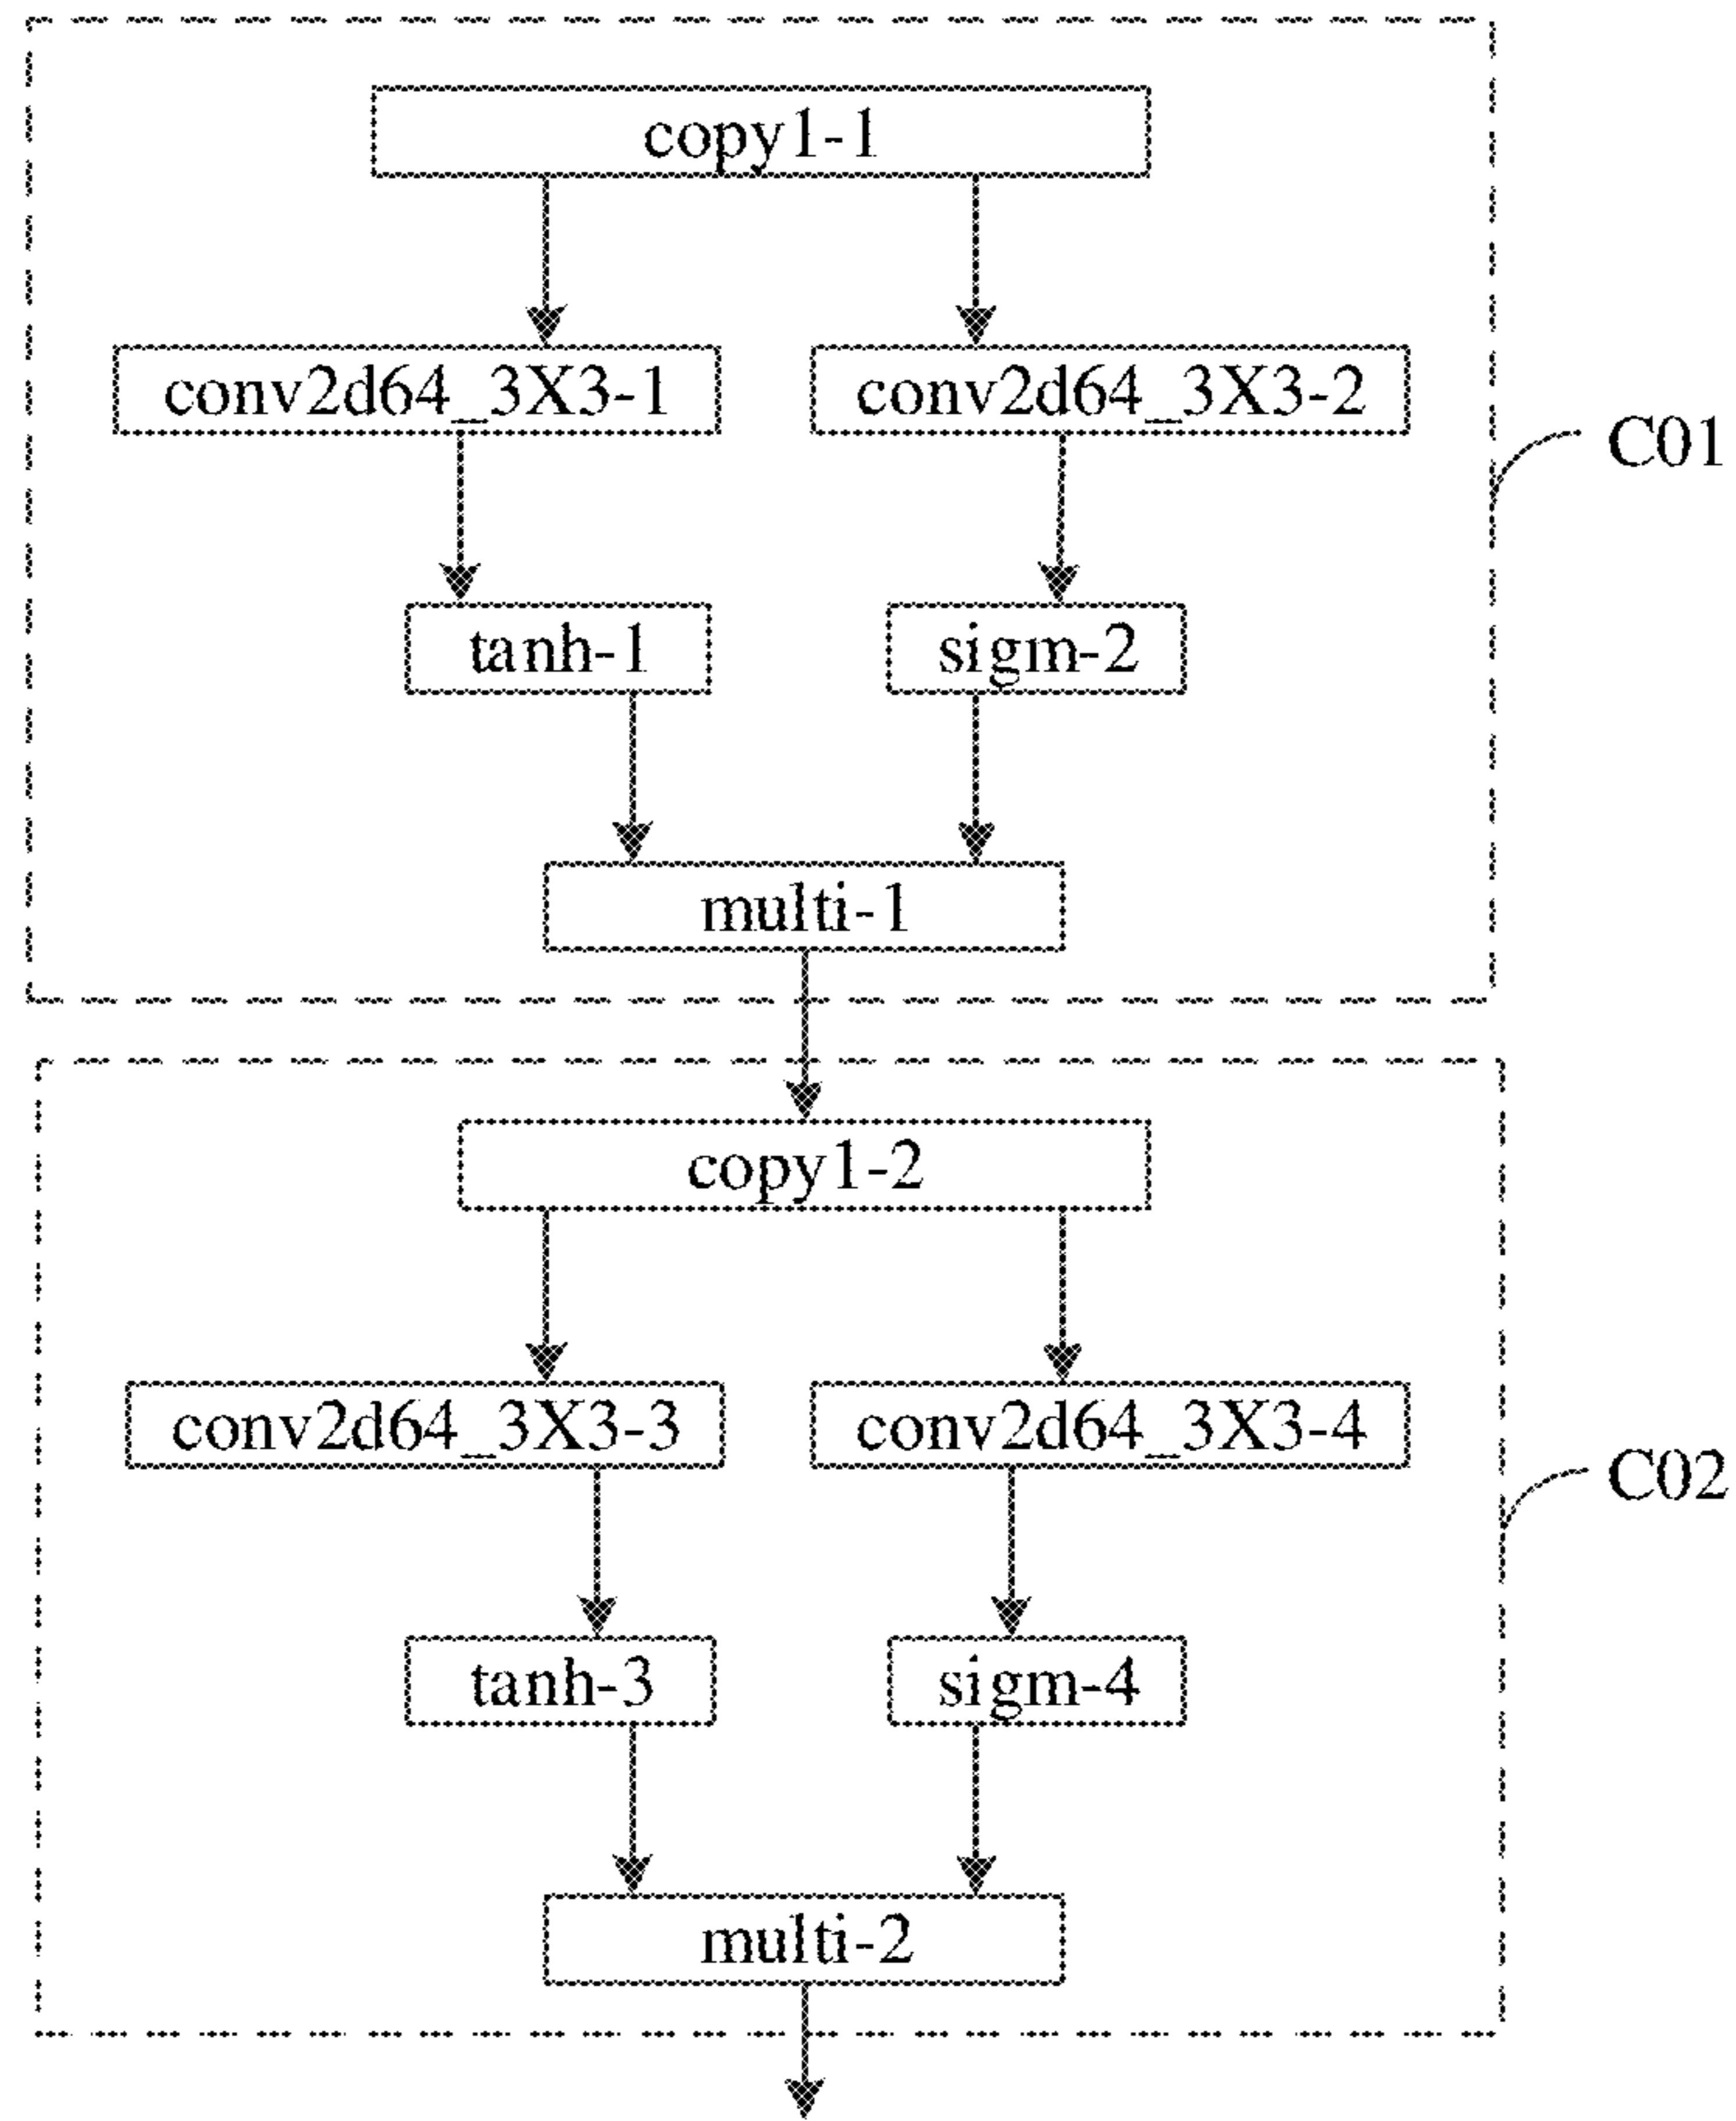 copy1-1
conv2d64_3X3-1
conv2d64_3X3-2
C01
tanh-1
sigm-2
multi-1
copy1-2
conv2d64_3X3-3
conv2d64_3X3-4
C02
tanh-3
sigm-4
multi-2